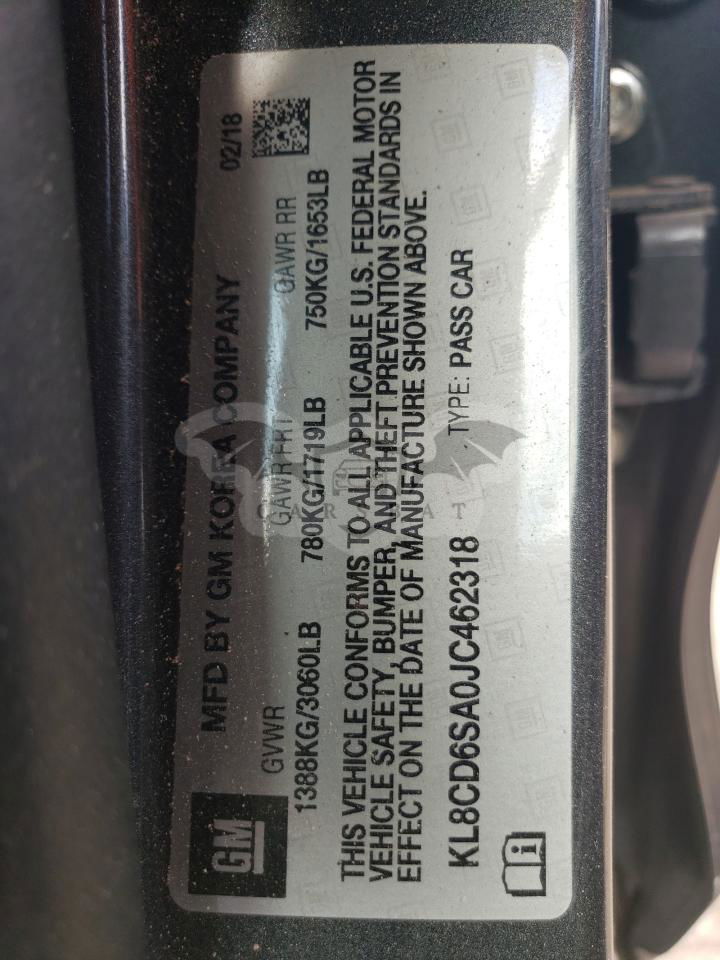 MFD BY GM KOREA COMPANY 02/18
GM
GVWR GAWR FRT GAWR RR
1388KG/3060LB 780KG/1719LB 750KG/1653LB
THIS VEHICLE CONFORMS TO ALL APPLICABLE U.S. FEDERAL MOTOR
VEHICLE SAFETY, BUMPER, AND THEFT PREVENTION STANDARDS IN
EFFECT ON THE DATE OF MANUFACTURE SHOWN ABOVE.
KL8CD6SA0JC462318 TYPE: PASS CAR